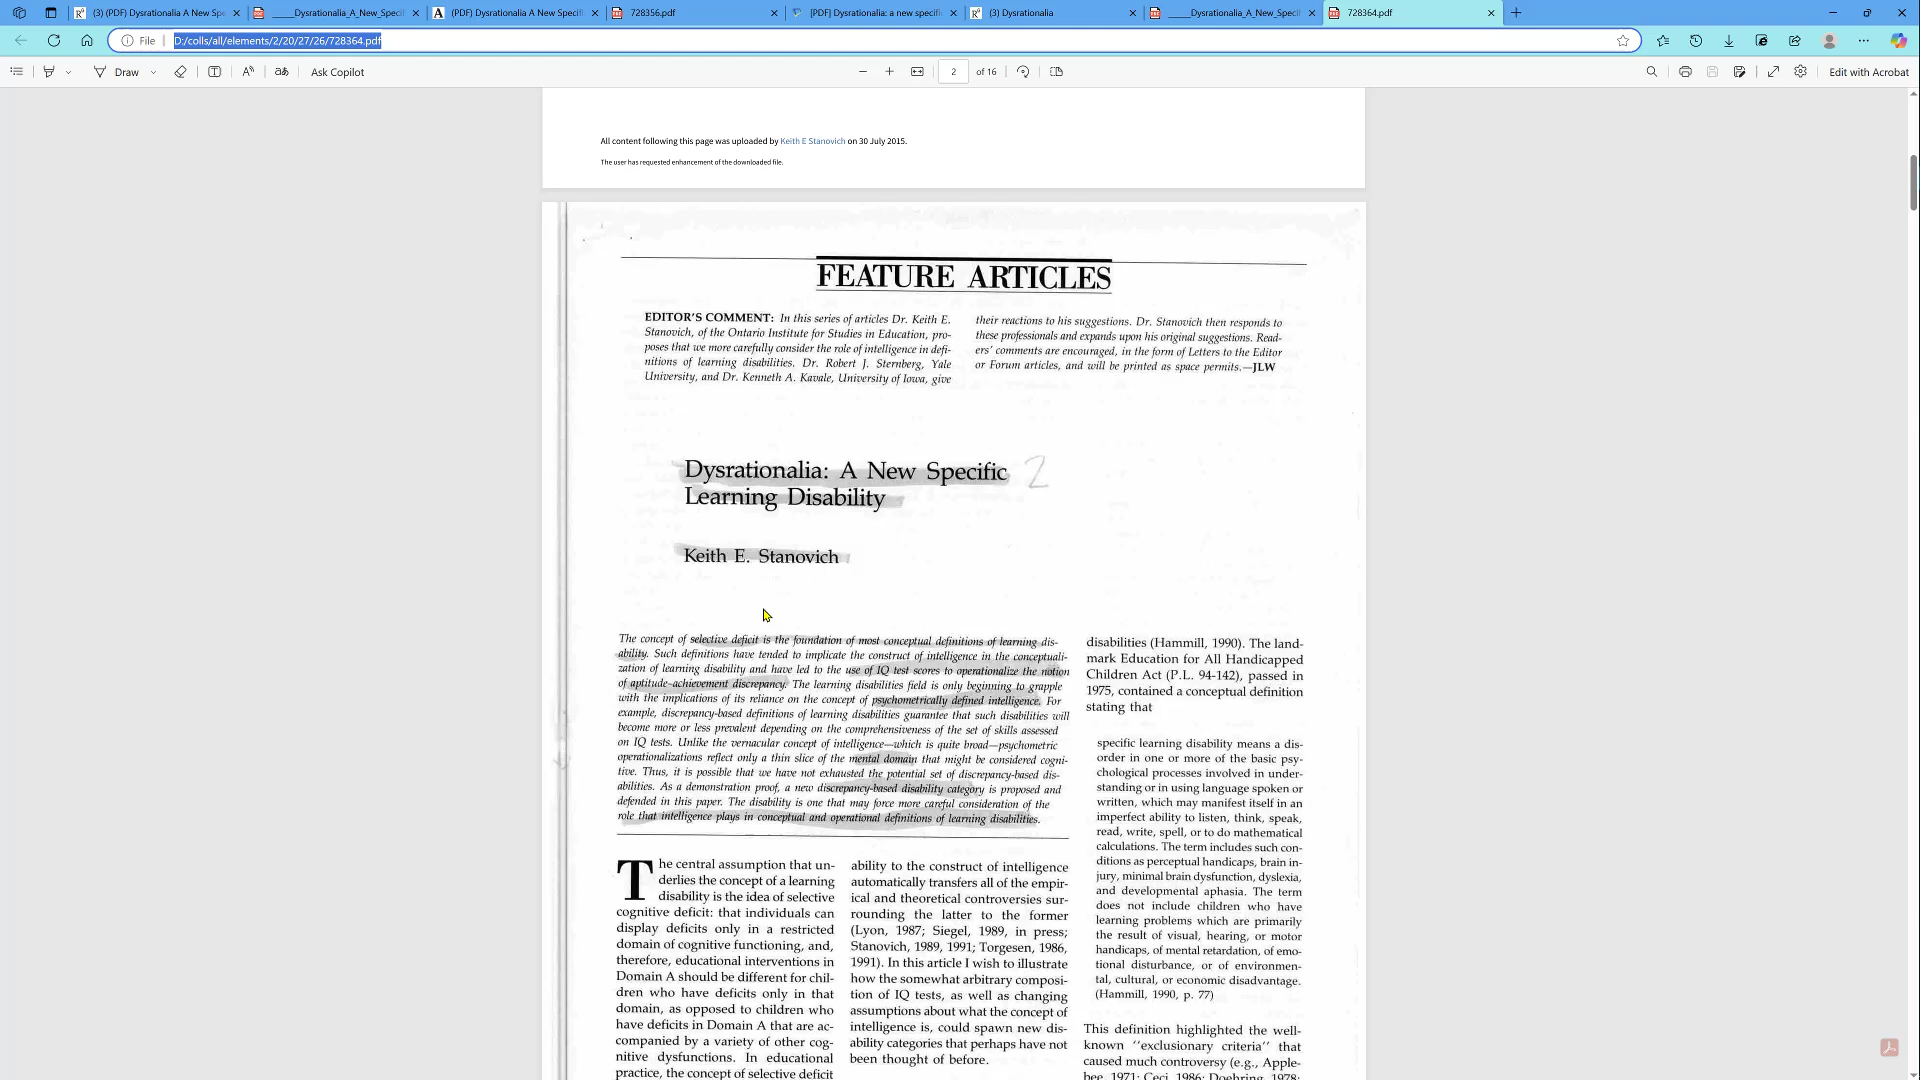 (3) (PDF) Dysrationalia A New Spe
_____Dysrationalia_A_New_Specif
(PDF) Dysrationalia A New Specifi
728356.pdf
[PDF] Dysrationalia: a new specifi
(3) Dysrationalia
_____Dysrationalia_A_New_Specif
728364.pdf
File
D:/colls/all/elements/2/20/27/26/728364.pdf
Draw
Ask Copilot
2
of 16
Edit with Acrobat
All content following this page was uploaded by Keith E Stanovich on 30 July 2015.
The user has requested enhancement of the downloaded file.
FEATURE ARTICLES
EDITOR'S COMMENT: In this series of articles Dr. Keith E.
Stanovich, of the Ontario Institute for Studies in Education, pro-
poses that we more carefully consider the role of intelligence in defi-
nitions of learning disabilities. Dr. Robert J. Sternberg, Yale
University, and Dr. Kenneth A. Kavale, University of Iowa, give
their reactions to his suggestions. Dr. Stanovich then responds to
these professionals and expands upon his original suggestions. Read-
ers' comments are encouraged, in the form of Letters to the Editor
or Forum articles, and will be printed as space permits.—JLW
Dysrationalia: A New Specific 2
Learning Disability
Keith E. Stanovich
The concept of selective deficit is the foundation of most conceptual definitions of learning dis-
ability. Such definitions have tended to implicate the construct of intelligence in the conceptuali-
zation of learning disability and have led to the use of IQ test scores to operationalize the notion
of aptitude-achievement discrepancy. The learning disabilities field is only beginning to grapple
with the implications of its reliance on the concept of psychometrically defined intelligence. For
example, discrepancy-based definitions of learning disabilities guarantee that such disabilities will
become more or less prevalent depending on the comprehensiveness of the set of skills assessed
on IQ tests. Unlike the vernacular concept of intelligence—which is quite broad—psychometric
operationalizations reflect only a thin slice of the mental domain that might be considered cogni-
tive. Thus, it is possible that we have not exhausted the potential set of discrepancy-based dis-
abilities. As a demonstration proof, a new discrepancy-based disability category is proposed and
defended in this paper. The disability is one that may force more careful consideration of the
role that intelligence plays in conceptual and operational definitions of learning disabilities.
The central assumption that un-
derlies the concept of a learning
disability is the idea of selective
cognitive deficit: that individuals can
display deficits only in a restricted
domain of cognitive functioning, and,
therefore, educational interventions in
Domain A should be different for chil-
dren who have deficits only in that
domain, as opposed to children who
have deficits in Domain A that are ac-
companied by a variety of other cog-
nitive dysfunctions. In educational
practice, the concept of selective deficit
ability to the construct of intelligence
automatically transfers all of the empir-
ical and theoretical controversies sur-
rounding the latter to the former
(Lyon, 1987; Siegel, 1989, in press;
Stanovich, 1989, 1991; Torgesen, 1986,
1991). In this article I wish to illustrate
how the somewhat arbitrary composi-
tion of IQ tests, as well as changing
assumptions about what the concept of
intelligence is, could spawn new dis-
ability categories that perhaps have not
been thought of before.
disabilities (Hammill, 1990). The land-
mark Education for All Handicapped
Children Act (P.L. 94-142), passed in
1975, contained a conceptual definition
stating that
specific learning disability means a dis-
order in one or more of the basic psy-
chological processes involved in under-
standing or in using language spoken or
written, which may manifest itself in an
imperfect ability to listen, think, speak,
read, write, spell, or to do mathematical
calculations. The term includes such con-
ditions as perceptual handicaps, brain in-
jury, minimal brain dysfunction, dyslexia,
and developmental aphasia. The term
does not include children who have
learning problems which are primarily
the result of visual, hearing, or motor
handicaps, of mental retardation, of emo-
tional disturbance, or of environmen-
tal, cultural, or economic disadvantage.
(Hammill, 1990, p. 77)
This definition highlighted the well-
known ''exclusionary criteria'' that
caused much controversy (e.g., Apple-
bee, 1971; Ceci, 1986; Doehring, 1978;